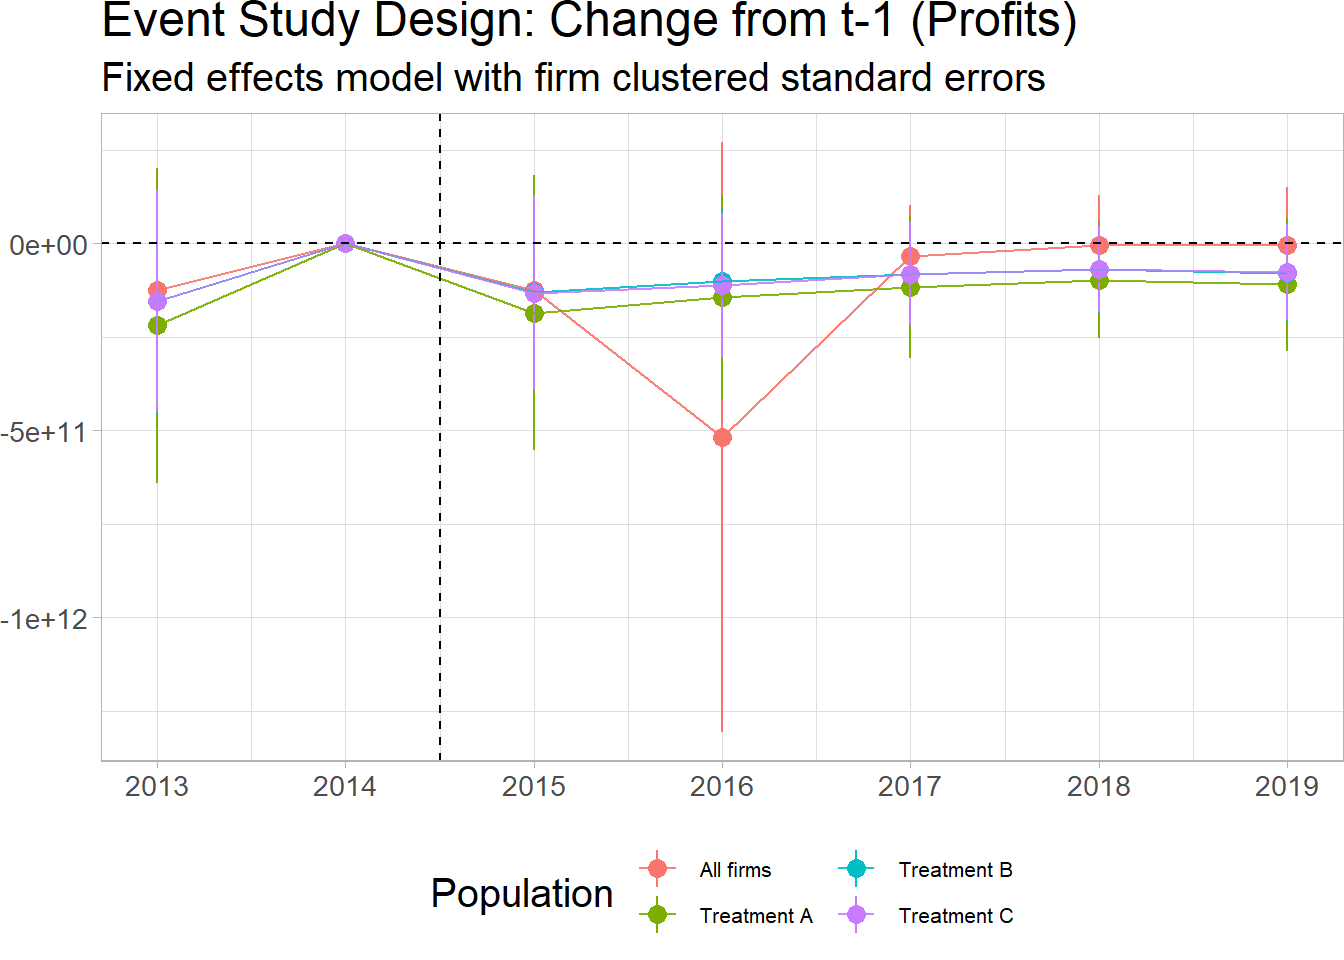 Event Study Design: Change from t-1 (Profits)
Fixed effects model with firm clustered standard errors
0e+00
-5e+11
-1e+12
2013 2014 2015 2016 2017 2018 2019
Population
All firms
Treatment A
Treatment B
Treatment C